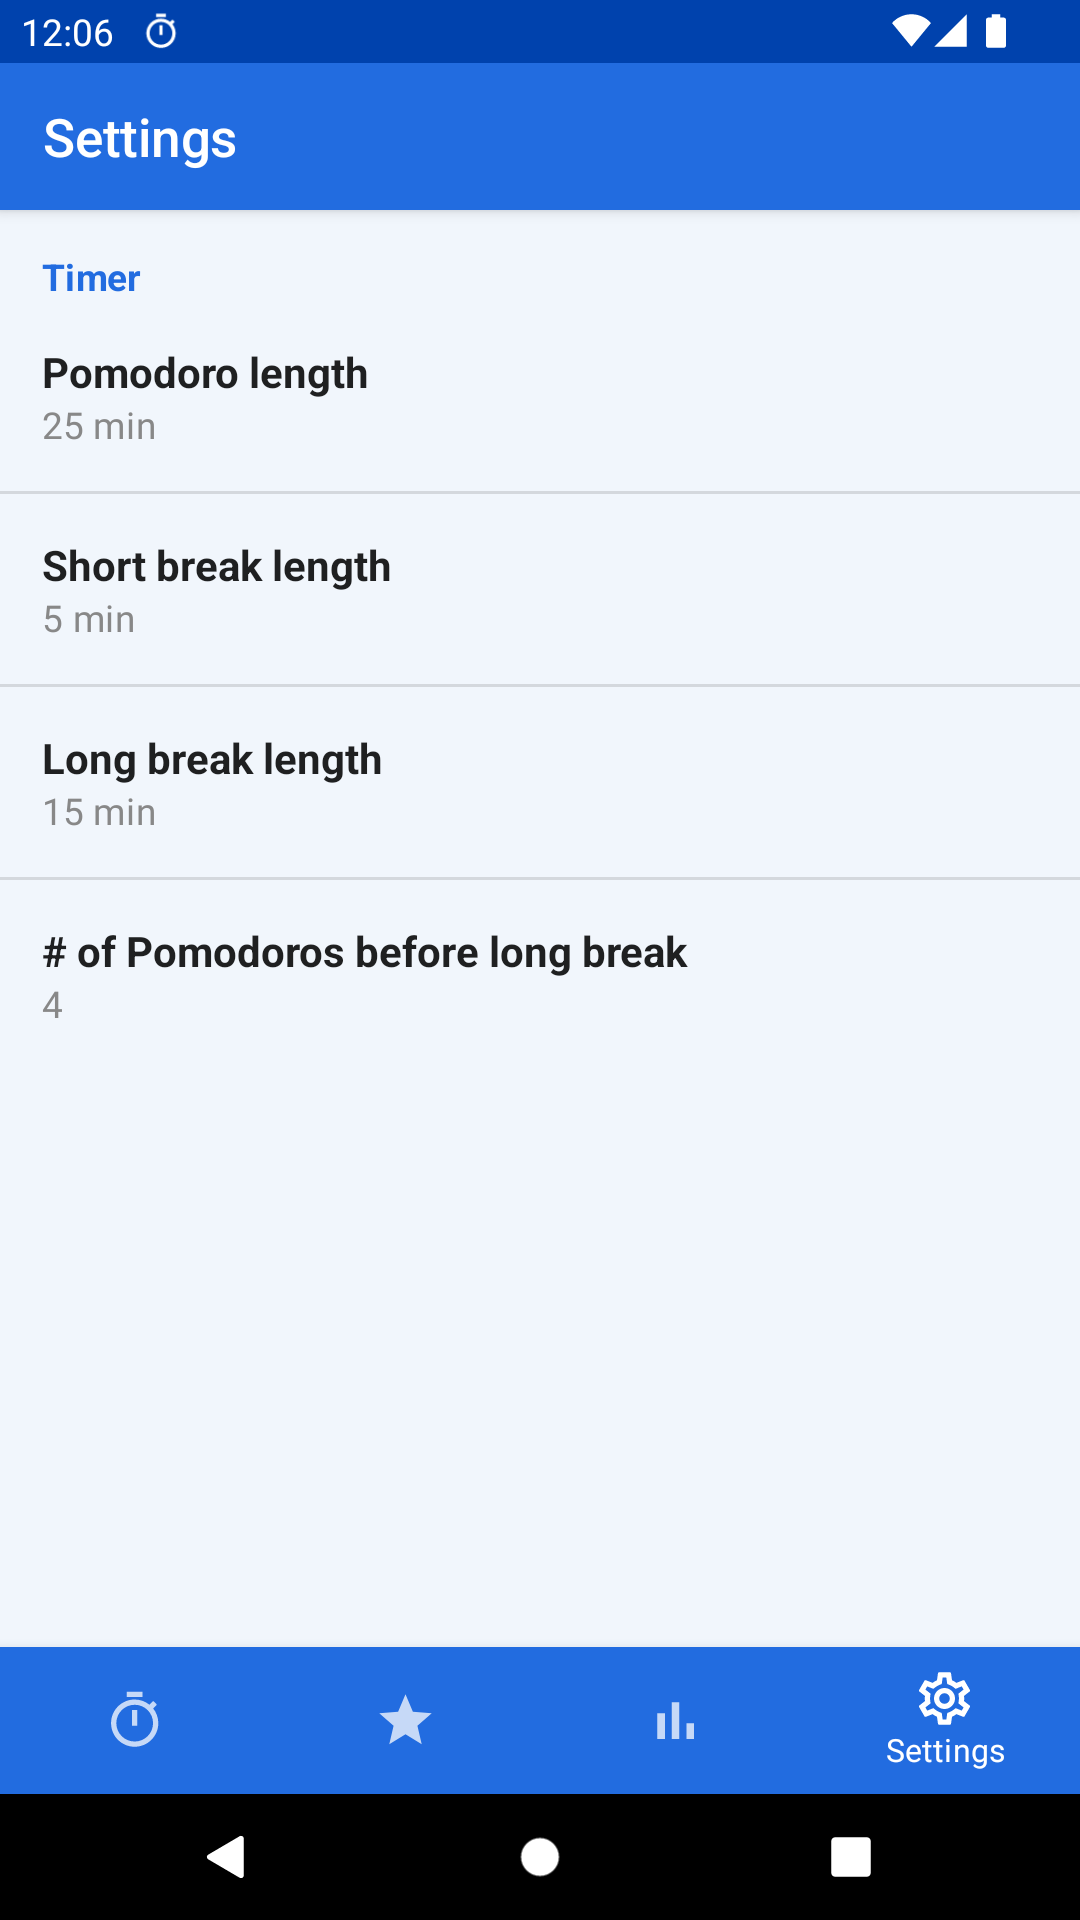 12:06
Settings
Timer
Pomodoro length
25 min
Short break length
5 min
Long break length
15 min
# of Pomodoros before long break
4
Settings